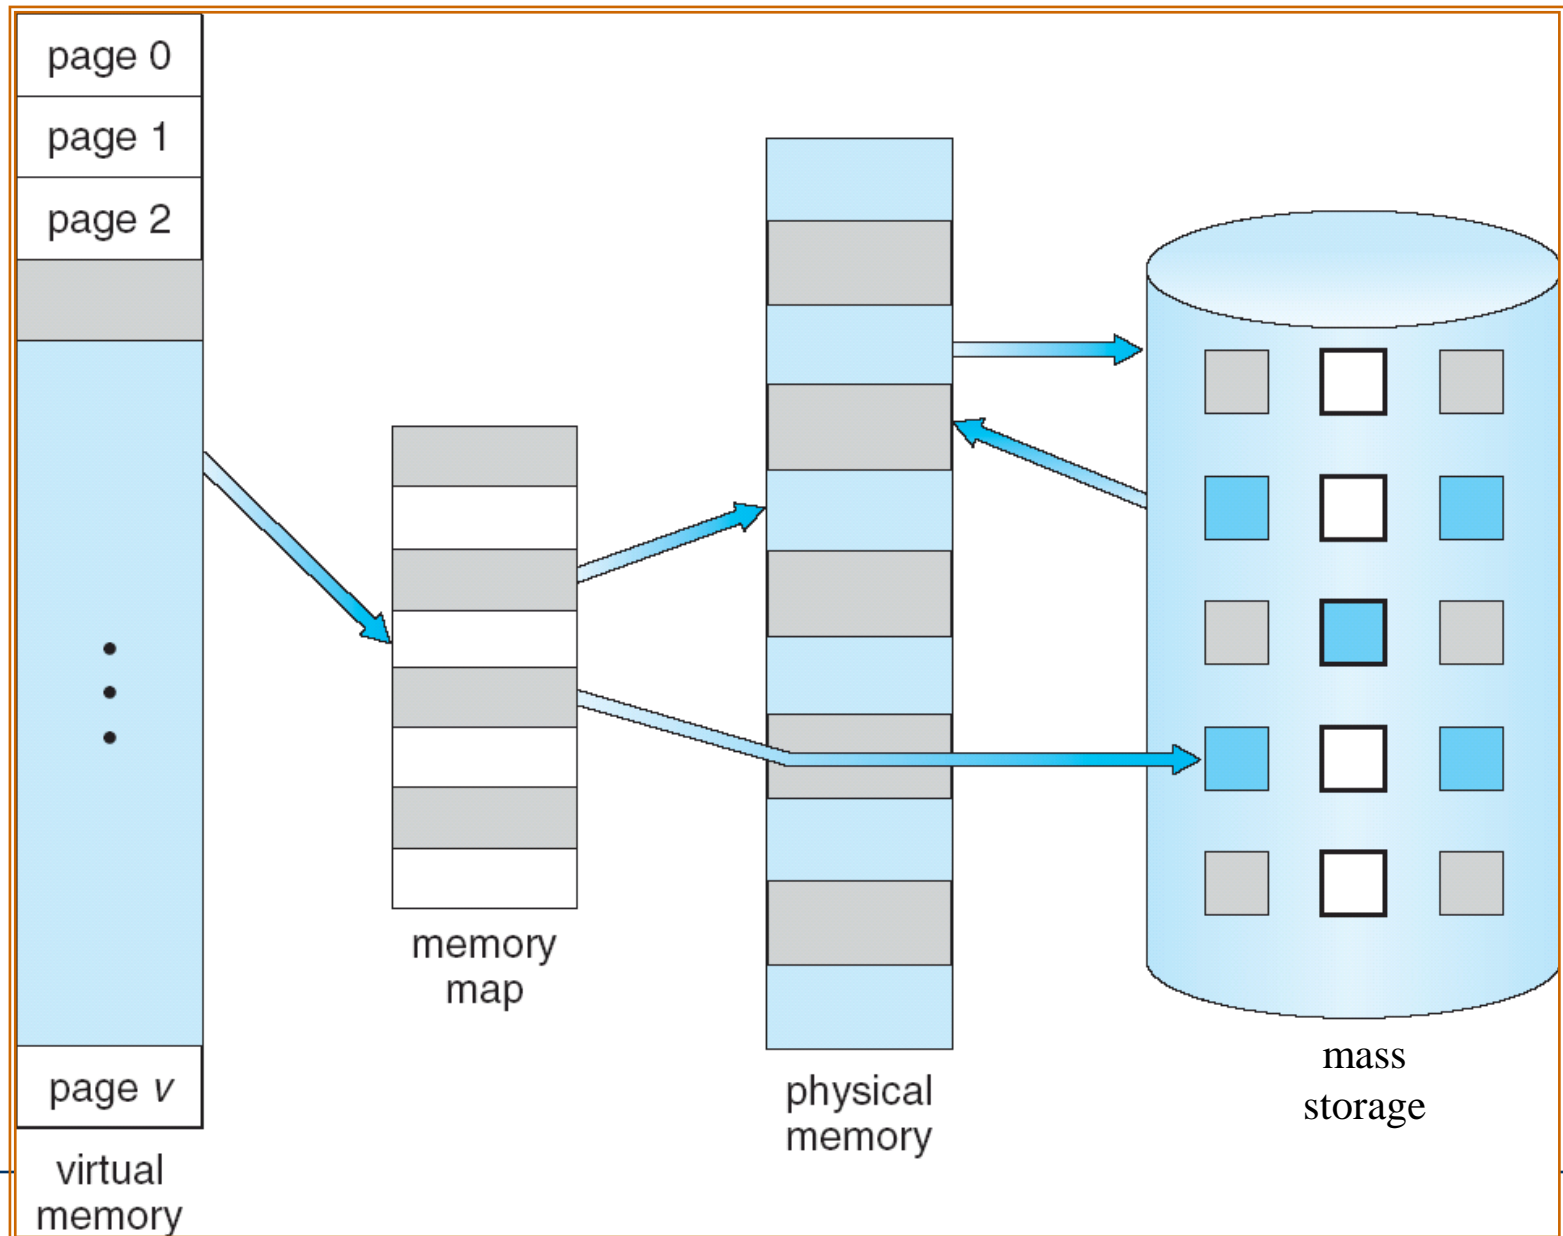 page 0
page 1
page 2
page v
virtual
memory
memory
map
physical
memory
mass
storage